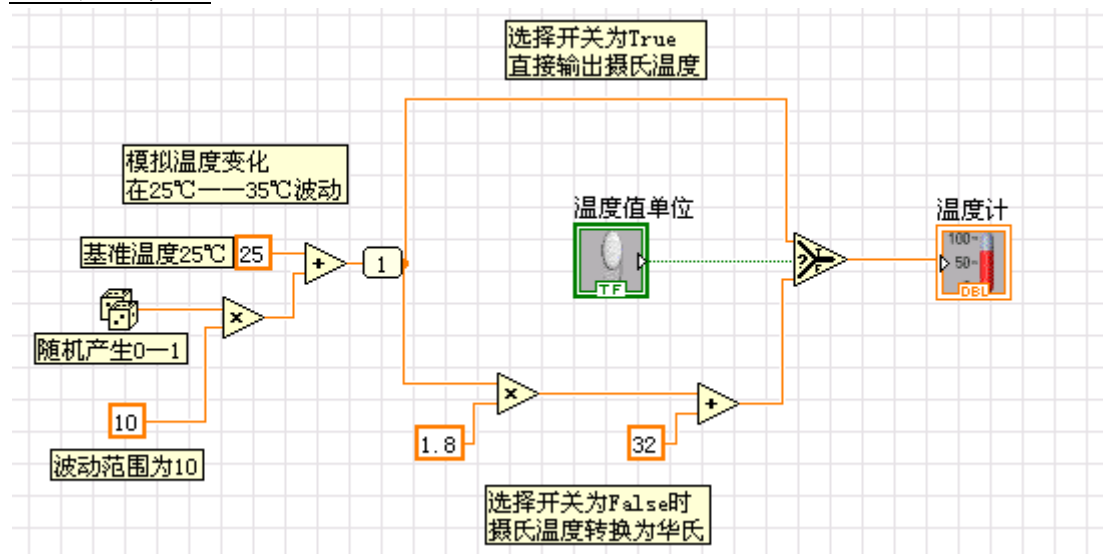 选择开关为True
直接输出摄氏温度
模拟温度变化
在25℃——35℃波动
温度值单位
温度计
基准温度25℃
25
+
1
?
T
F
100
50
TF
DBL
×
随机产生0—1
10
×
+
1.8
32
波动范围为10
选择开关为False时
摄氏温度转换为华氏